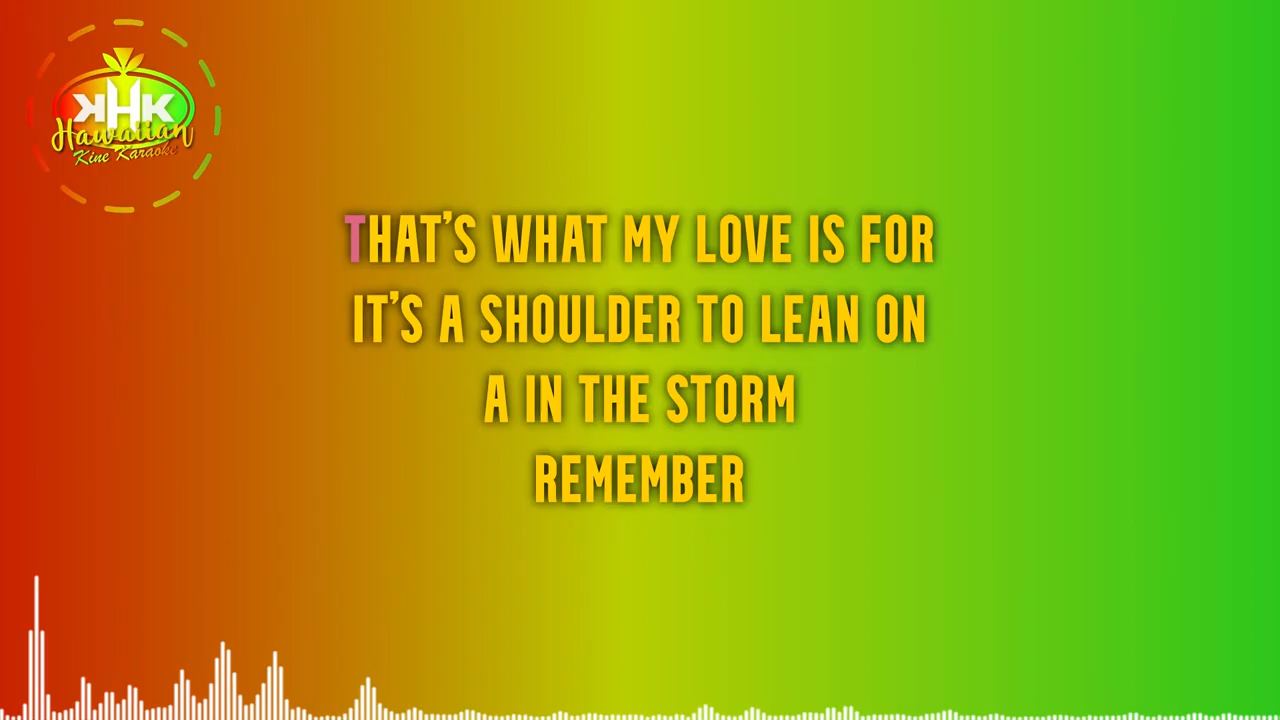 KHK
Hawaiian
Kine Karaoke
THAT'S WHAT MY LOVE IS FOR
IT'S A SHOULDER TO LEAN ON
A IN THE STORM
REMEMBER